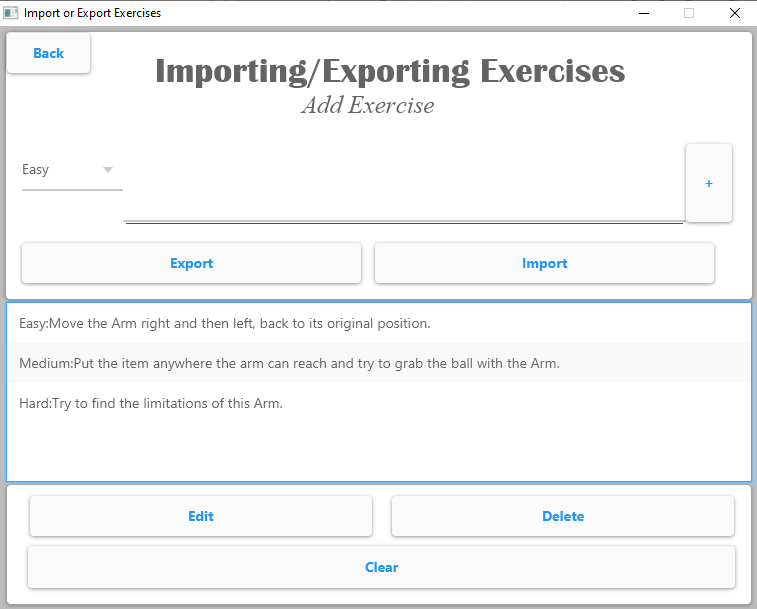 Import or Export Exercises
Back
Importing/Exporting Exercises
Add Exercise
Easy
+
Export
Import
Easy:Move the Arm right and then left, back to its original position.
Medium:Put the item anywhere the arm can reach and try to grab the ball with the Arm.
Hard:Try to find the limitations of this Arm.
Edit
Delete
Clear